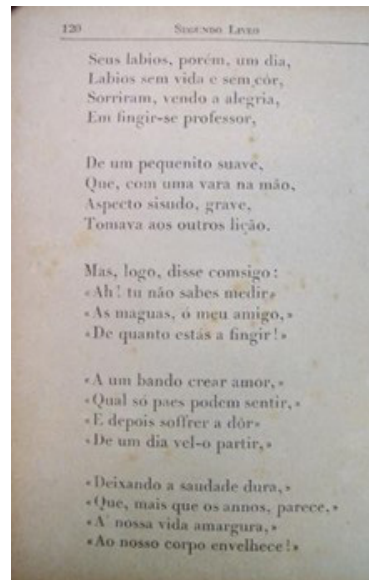 120
SEGUNDO LIVRO
Seus labios, porém, um dia,
Labios sem vida e sem côr,
Sorriram, vendo a alegria,
Em fingir-se professor,
De um pequenito suave,
Que, com uma vara na mão,
Aspecto sisudo, grave,
Tomava aos outros lição.
Mas, logo, disse comsigo:
«Ah! tu não sabes medir»
«As maguas, ó meu amigo,»
«De quanto estás a fingir!»
«A um bando crear amor,»
«Qual só paes podem sentir,»
«E depois soffrer a dôr»
«De um dia vel-o partir,»
«Deixando a saudade dura,»
«Que, mais que os annos, parece,»
«A' nossa vida amargura,»
«Ao nosso corpo envelhece!»